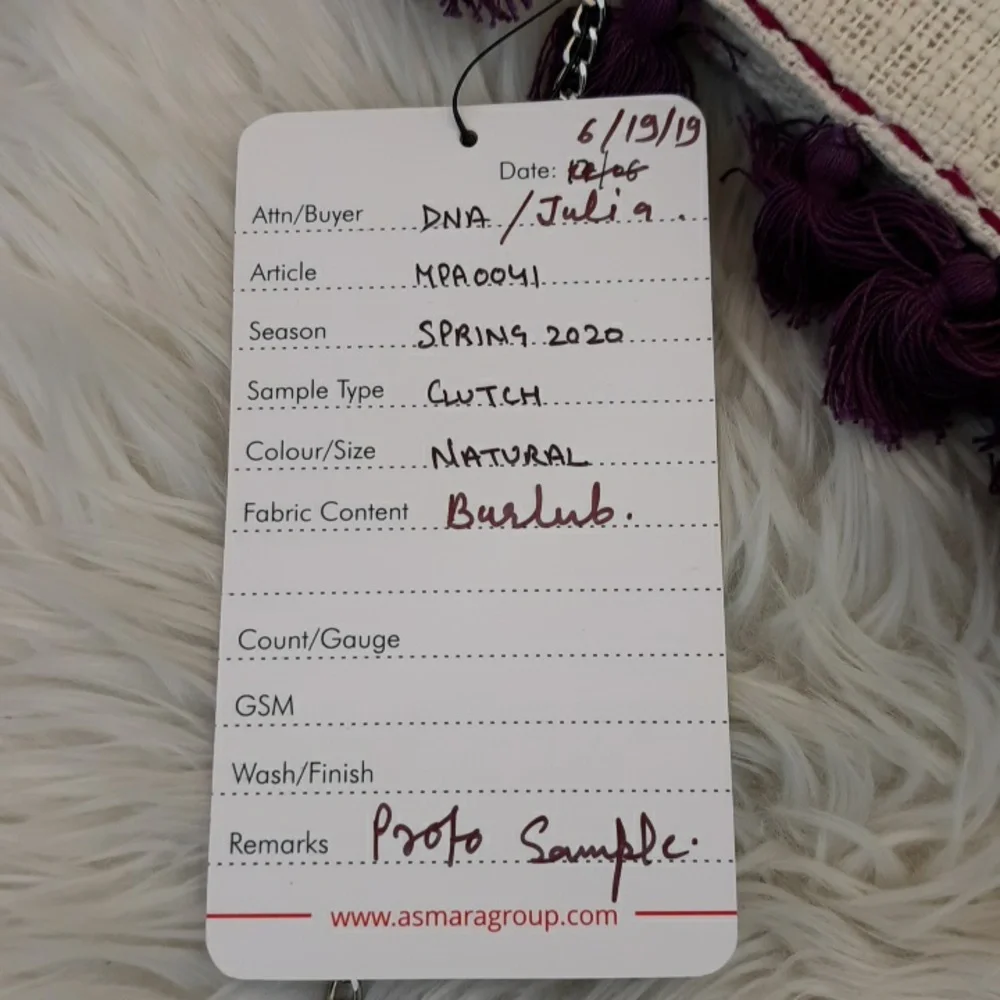 6/19/19
Date:
Attn/Buyer DNA / Julia.
Article MPA0041
Season SPRING 2020
Sample Type CLUTCH
Colour/Size NATURAL
Fabric Content Burlub.
Count/Gauge
GSM
Wash/Finish
Remarks Proto Sample.
www.asmaragroup.com